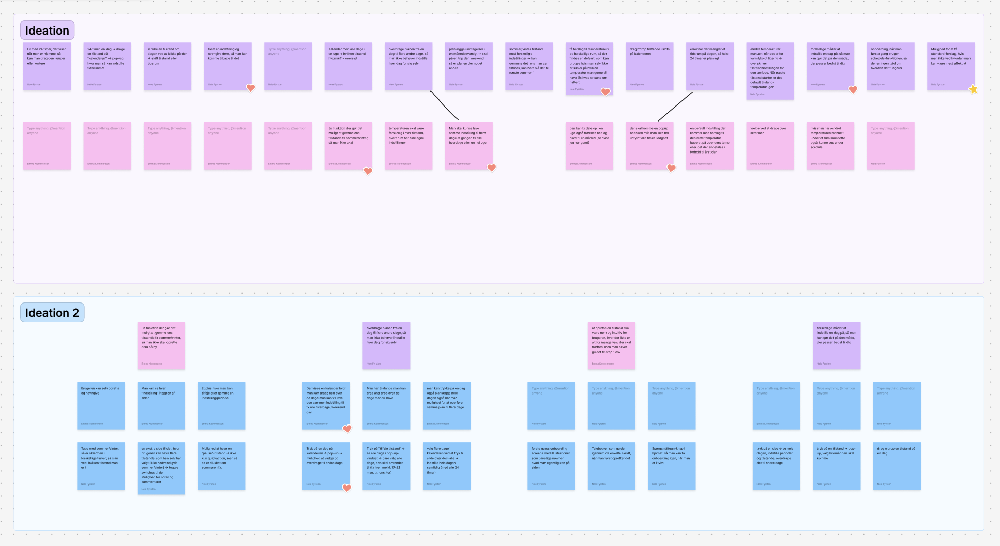 Ideation
Ur med 24 timer, der viser
når man er hjemme, så
kan man drag den længer
eller kortere
Nele Fyrsten
24 timer, en dag → drage
en tilstand på
"kalenderen" → pop-up,
hvor man så kan indstille
tidsrummet
Nele Fyrsten
Ændre en tilstand om
dagen ved at klikke på den
→ skift tilstand eller
tidsrum
Nele Fyrsten
Gem en indstilling og
navngive dem, så man kan
komme tilbage til det
Nele Fyrsten
Type anything, @mention
anyone
Nele Fyrsten
Kalender med alle dage i
en uge → hvilken tilstand
hvornår? = oversigt
Nele Fyrsten
overdrage planen fra en
dag til flere andre dage, så
man ikke behøver indstille
hver dag for sig selv
Nele Fyrsten
planlægge undtagelser i
en månedsoversigt → skal
på en trip den weekend,
så er planen der noget
andet
Nele Fyrsten
sommer/vinter tilstand,
med forskellige
indstillinger → kan
gemmne det hvis man var
tilfreds, kan bare slå det til
næste sommer :)
Nele Fyrsten
få forslag til temperaturer i
de forskellige rum, så der
findes en default, som kan
bruges hvis man selv ikke
er sikker på hvilken
temperatur man gerne vil
have (fx hvad er sund om
natten)
Nele Fyrsten
drag'n'drop tilstande i slots
på kalenderen
Nele Fyrsten
error når der mangler et
tidsrum på dagen, så hele
24 timer er planlagt
Nele Fyrsten
ændre temperaturer
manuelt, når det er for
varmt/koldt lige nu →
overskriver
tilstandsinstillingen for
den periode. Når næste
tilstand starter er det
default tilstand-
temperatur igen
Nele Fyrsten
forskellige måder at
indstille en dag på, så man
kan gør det på den måde,
der passer bedst til dig
Nele Fyrsten
onboarding, når man
første gang bruger
schedule-funktionen, så
der er ingen tvivl om
hvordan det fungerer
Nele Fyrsten
Mulighed for at få
standard-forslag, hvis
man ikke ved hvordan man
kan være mest effektivt
Nele Fyrsten
Type anything, @mention
anyone
Emma Klemmensen
Type anything, @mention
anyone
Emma Klemmensen
Type anything, @mention
anyone
Emma Klemmensen
Type anything, @mention
anyone
Emma Klemmensen
Type anything, @mention
anyone
Emma Klemmensen
En funktion der gør det
muligt at gemme ens
tilstande fx sommer/vinter,
så man ikke skal
Emma Klemmensen
temperaturen skal være
forskellig i hver tilstand,
hvert rum har sine egne
indstillinger
Emma Klemmensen
Man skal kunne lave
samme indstilling til flere
dage af gangen fx alle
hverdage eller en hel uge
Emma Klemmensen
den kan fx dele op i en
uge også trækkes ned og
blive til en måned (se hvad
jeg har gemt)
Emma Klemmensen
der skal komme en popup
bedsked hvis man ikke har
udfyldt alle timer i døgnet
Emma Klemmensen
en default indstilling der
kommer med forslag til
den rette temperatur
baseret på udendørs temp
eller det der anbefales i
forhold til årstiden
Emma Klemmensen
vælge ved at drage over
skærmen
Emma Klemmensen
hvis man har ændret
temperaturen manuelt
under et rum skal dette
også kunne ses under
scedule
Emma Klemmensen
Type anything, @mention
anyone
Nele Fyrsten
Ideation 2
En funktion der gør det
muligt at gemme ens
tilstande fx sommer/vinter,
så man ikke skal oprette
dem på ny
Emma Klemmensen
overdrage planen fra en
dag til flere andre dage, så
man ikke behøver indstille
hver dag for sig selv
Nele Fyrsten
at oprette en tilstand skal
være nem og intuitiv for
brugeren, hvor der ikke er
alt for mange valg der skal
træffes, men man bliver
guidet fx step 1 osv
Emma Klemmensen
forskellige måder at
indstille en dag på, så man
kan gør det på den måde,
der passer bedst til dig
Nele Fyrsten
Brugeren kan selv oprette
og navngive
Emma Klemmensen
Man kan se hver
"indstilling" i toppen af
siden
Emma Klemmensen
Et plus hvor man kan
tilføje eller gemme en
indstilling/periode
Emma Klemmensen
Der vises en kalender hvor
man kan drage hen over
de dage man kan vil lave
den sammen indstilling til
fx alle hverdage, weekend
osv
Emma Klemmensen
Man har tilstande man kan
drag and drop over de
dage man vil have
Emma Klemmensen
man kan trykke på en dag
også planlægge hele
dagen også har man
mulighed for at overføre
samme plan til flere dage
Emma Klemmensen
Type anything, @mention
anyone
Nele Fyrsten
Type anything, @mention
anyone
Nele Fyrsten
Type anything, @mention
anyone
Nele Fyrsten
Type anything, @mention
anyone
Emma Klemmensen
Type anything, @mention
anyone
Nele Fyrsten
Type anything, @mention
anyone
Nele Fyrsten
Tabs med sommer/vinter,
så er skærmen i
forskellige farver, så man
ved, hvilken tilstand man
er i
Nele Fyrsten
en ekstra side til det, hvor
brugeren kan have flere
tilstande, som han selv har
valgt (ikke nødvendigvis
sommer/vinter) → toggle
switches til dem
Mulighed for noter og
kommentarer
Nele Fyrsten
Mulighed at have en
"pause"-tilstand → ikke
kun quickaction, men så
alt er slukket om
sommeren fx.
Nele Fyrsten
Tryk på en dag på
kalenderen → pop-up →
mulighed at vælge og
overdrage til andre dage
Nele Fyrsten
Tryk på "tilføje tilstand" →
se alle dage i pop-up-
vinduet → bare valg alle
dage, den skal anvendes
til (fx hjemme kl. 17-22
man, tir, ons, tor)
Nele Fyrsten
valg flere dage i
kalenderen ved at tryk &
slide over dem alle →
indstille hele dagen
samtidig (med alle 24
timer)
Nele Fyrsten
første gang: onboarding
screens med illustrationer,
som bare lige nævner
hvad man egentlig kan på
siden
Nele Fyrsten
Talebobler, som guider
igennem de enkelte skridt,
når man først opretter det
Nele Fyrsten
Spørgsmåltegn-knap i
hjørnet, så man kan få
onboarding igen, når man
er i tvivl
Nele Fyrsten
tryk på en dag → se hele
dagen, indstille perioder
og tilstande, overdrage
det til andre dage
Nele Fyrsten
tryk på en tilstand → pop-
up, valg hvornår den skal
komme
Nele Fyrsten
drag n drop en tilstand på
en dag
Nele Fyrsten